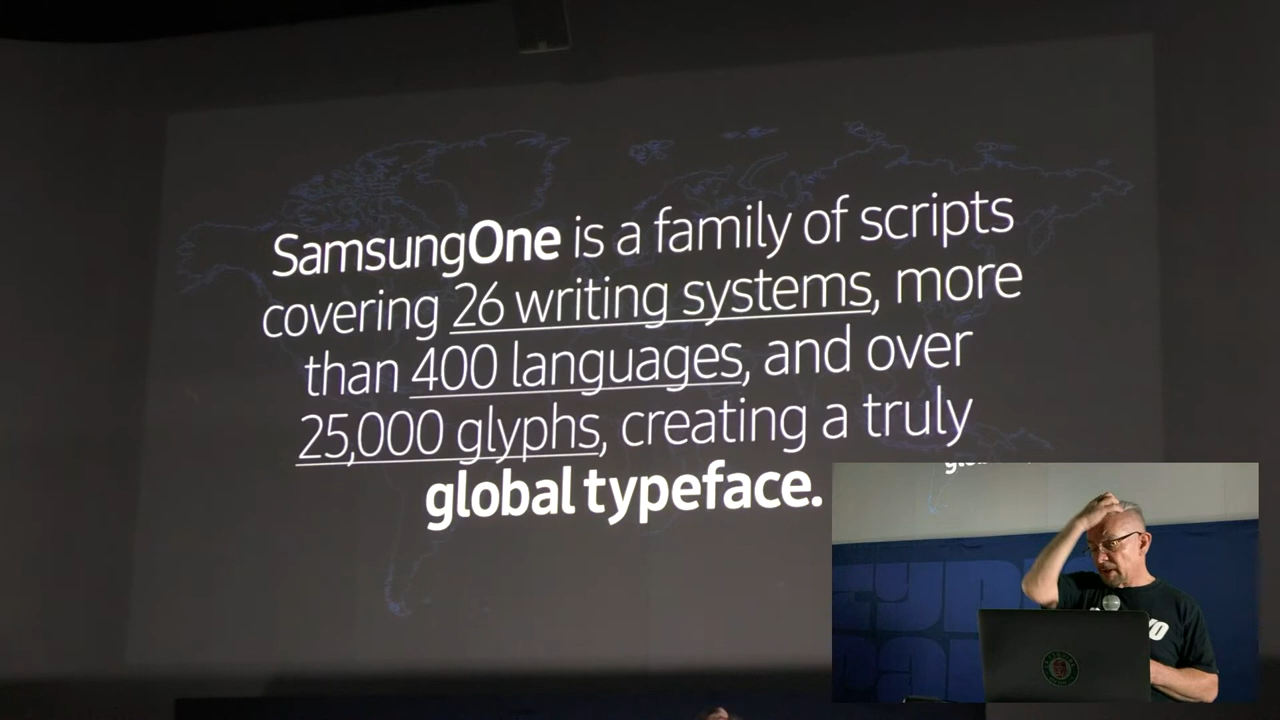 SamsungOne is a family of scripts
covering 26 writing systems, more
than 400 languages, and over
25,000 glyphs, creating a truly
global typeface.